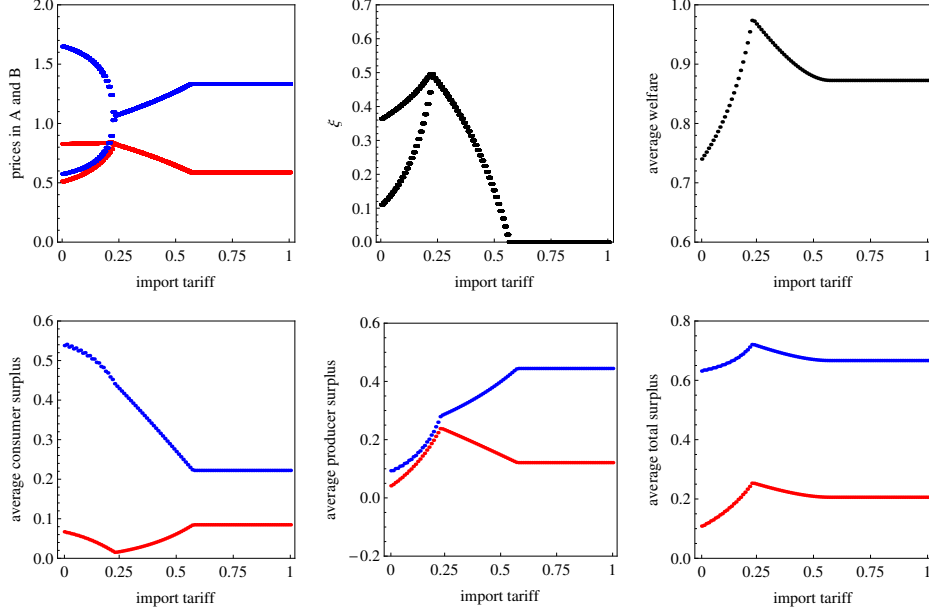 prices in A and B
2.0
1.5
1.0
0.5
0.0
0 0.25 0.5 0.75 1
import tariff
ξ
0.7
0.6
0.5
0.4
0.3
0.2
0.1
0.0
0 0.25 0.5 0.75 1
import tariff
average welfare
1.0
0.9
0.8
0.7
0.6
0 0.25 0.5 0.75 1
import tariff
average consumer surplus
0.6
0.5
0.4
0.3
0.2
0.1
0.0
0 0.25 0.5 0.75 1
import tariff
average producer surplus
0.6
0.4
0.2
0.0
−0.2
0 0.25 0.5 0.75 1
import tariff
average total surplus
0.8
0.6
0.4
0.2
0.0
0 0.25 0.5 0.75 1
import tariff